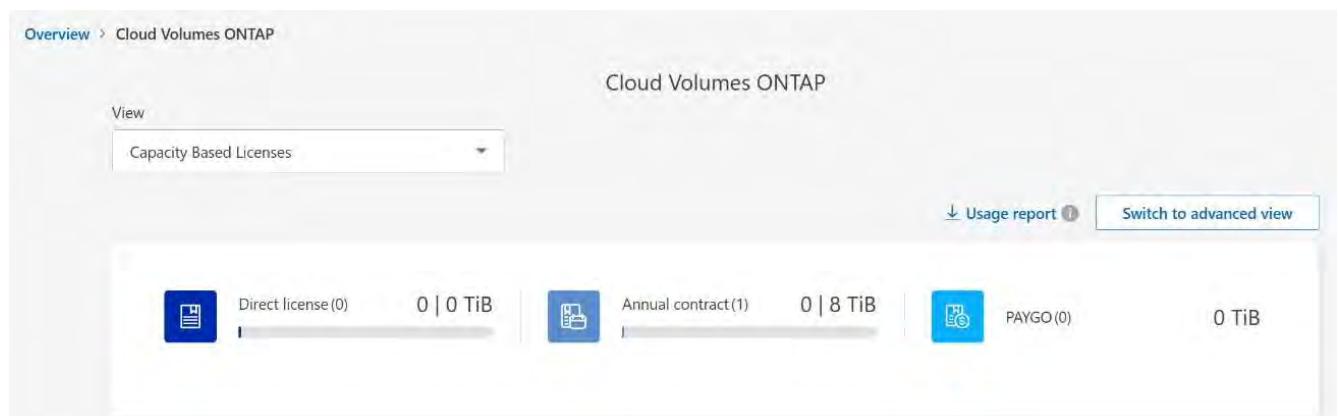 Overview > Cloud Volumes ONTAP
Cloud Volumes ONTAP
View
Capacity Based Licenses
Usage report
Switch to advanced view
Direct license (0) 0 | 0 TiB
Annual contract (1) 0 | 8 TiB
PAYGO (0) 0 TiB